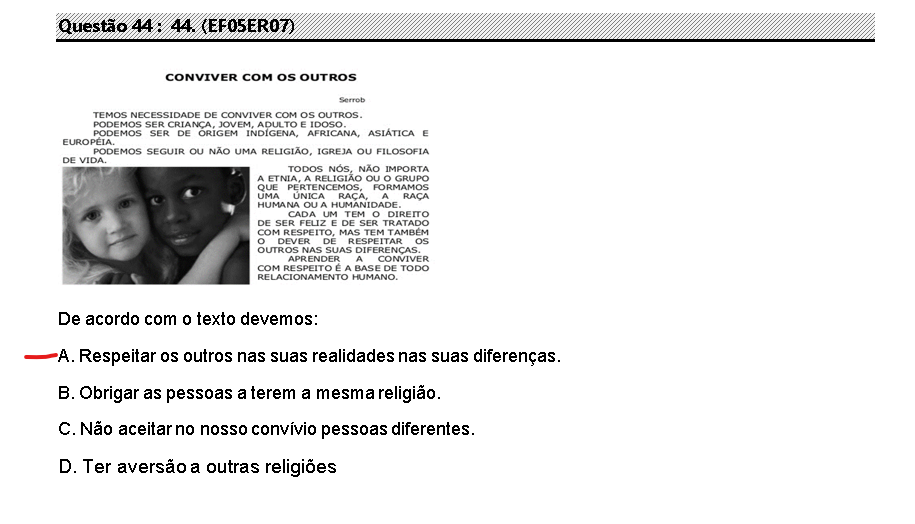 Questão 44 : 44. (EF05ER07)
CONVIVER COM OS OUTROS
Serrob
TEMOS NECESSIDADE DE CONVIVER COM OS OUTROS.
PODEMOS SER CRIANÇA, JOVEM, ADULTO E IDOSO.
PODEMOS SER DE ORIGEM INDÍGENA, AFRICANA, ASIÁTICA E
EUROPÉIA.
PODEMOS SEGUIR OU NÃO UMA RELIGIÃO, IGREJA OU FILOSOFIA
DE VIDA.
TODOS NÓS, NÃO IMPORTA
A ETNIA, A RELIGIÃO OU O GRUPO
QUE PERTENCEMOS, FORMAMOS
UMA ÚNICA RAÇA, A RAÇA
HUMANA OU A HUMANIDADE.
CADA UM TEM O DIREITO
DE SER FELIZ E DE SER TRATADO
COM RESPEITO, MAS TEM TAMBÉM
O DEVER DE RESPEITAR OS
OUTROS NAS SUAS DIFERENÇAS.
APRENDER A CONVIVER
COM RESPEITO É A BASE DE TODO
RELACIONAMENTO HUMANO.
De acordo com o texto devemos:
A. Respeitar os outros nas suas realidades nas suas diferenças.
B. Obrigar as pessoas a terem a mesma religião.
C. Não aceitar no nosso convívio pessoas diferentes.
D. Ter aversão a outras religiões